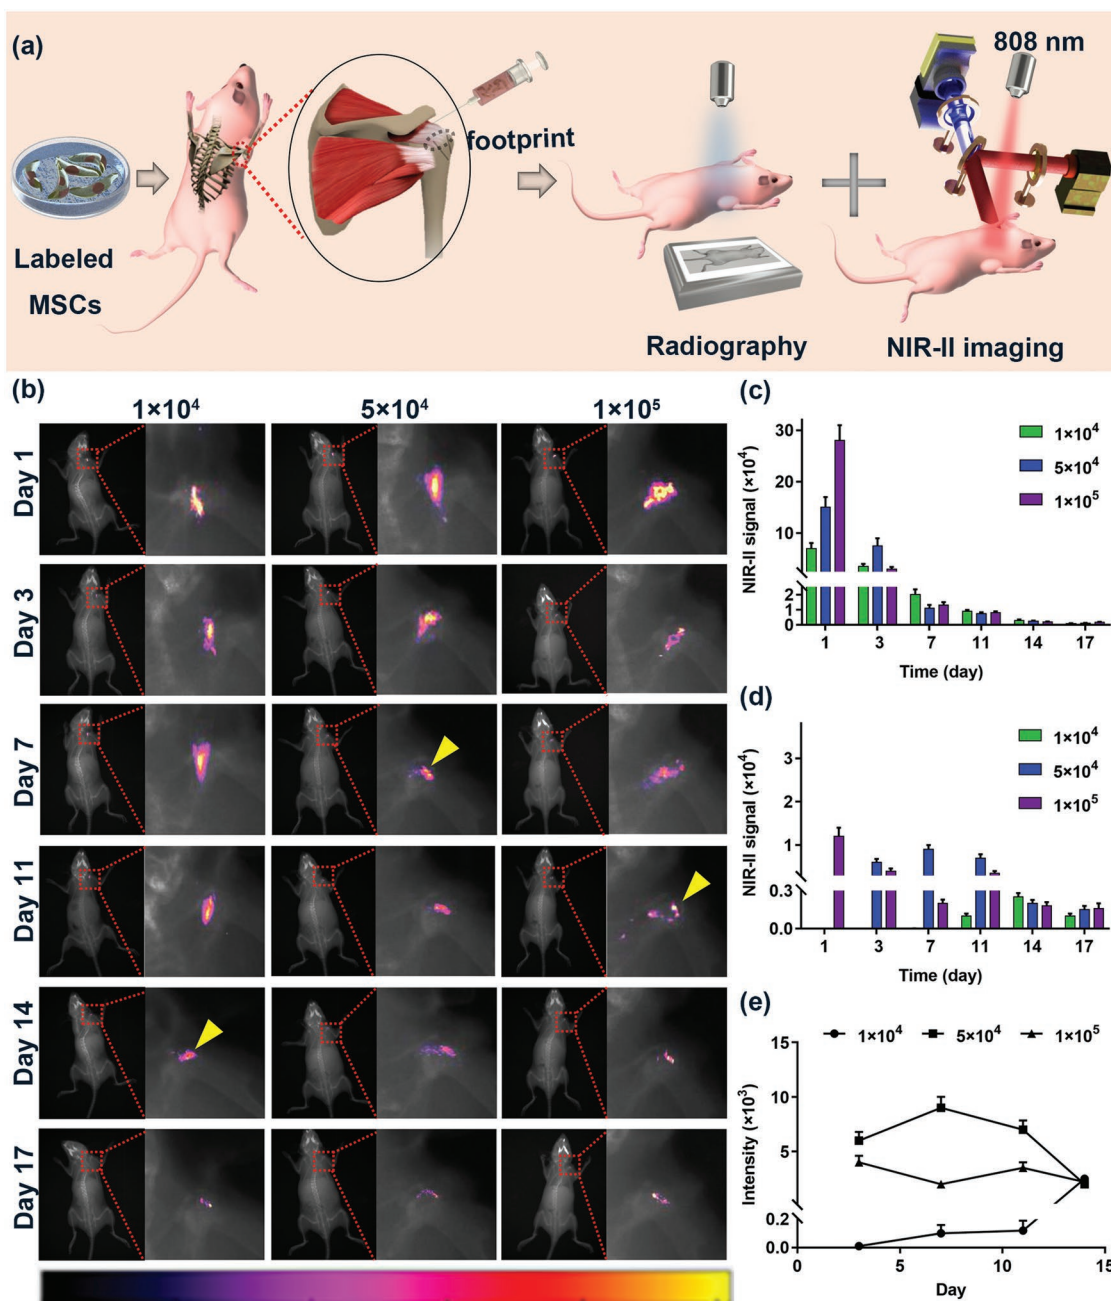 (a)
808 nm
footprint
Labeled
MSCs
Radiography
NIR-II imaging
(b)
1×10⁴
5×10⁴
1×10⁵
Day 1
Day 3
Day 7
Day 11
Day 14
Day 17
(c)
NIR-II signal (×10⁴)
30
20
10
2
1
0
1×10⁴
5×10⁴
1×10⁵
1 3 7 11 14 17
Time (day)
(d)
NIR-II signal (×10⁴)
3
2
1
0.3
0.0
1×10⁴
5×10⁴
1×10⁵
1 3 7 11 14 17
Time (day)
(e)
1×10⁴ 5×10⁴ 1×10⁵
Intensity (×10³)
15
10
5
0.2
0.0
0 5 10 15
Day